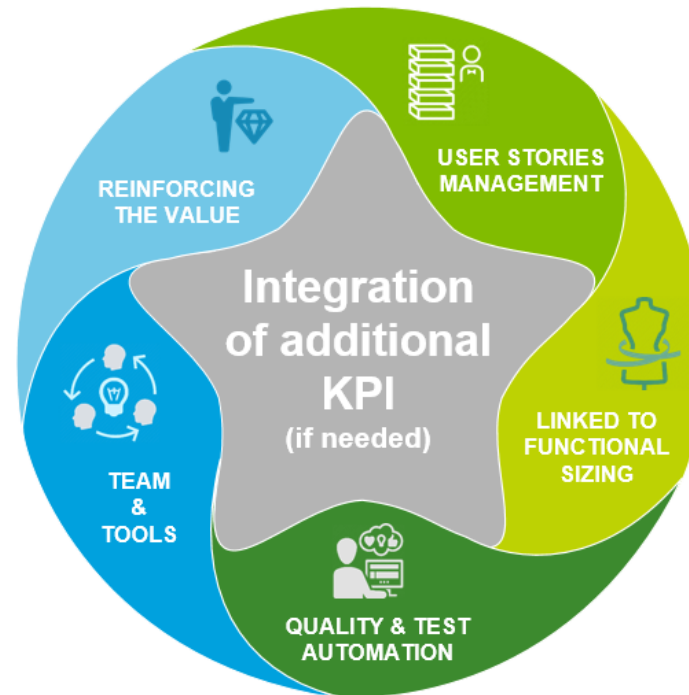 USER STORIES
MANAGEMENT
REINFORCING
THE VALUE
Integration
of additional
KPI
(if needed)
LINKED TO
FUNCTIONAL
SIZING
TEAM
&
TOOLS
QUALITY & TEST
AUTOMATION